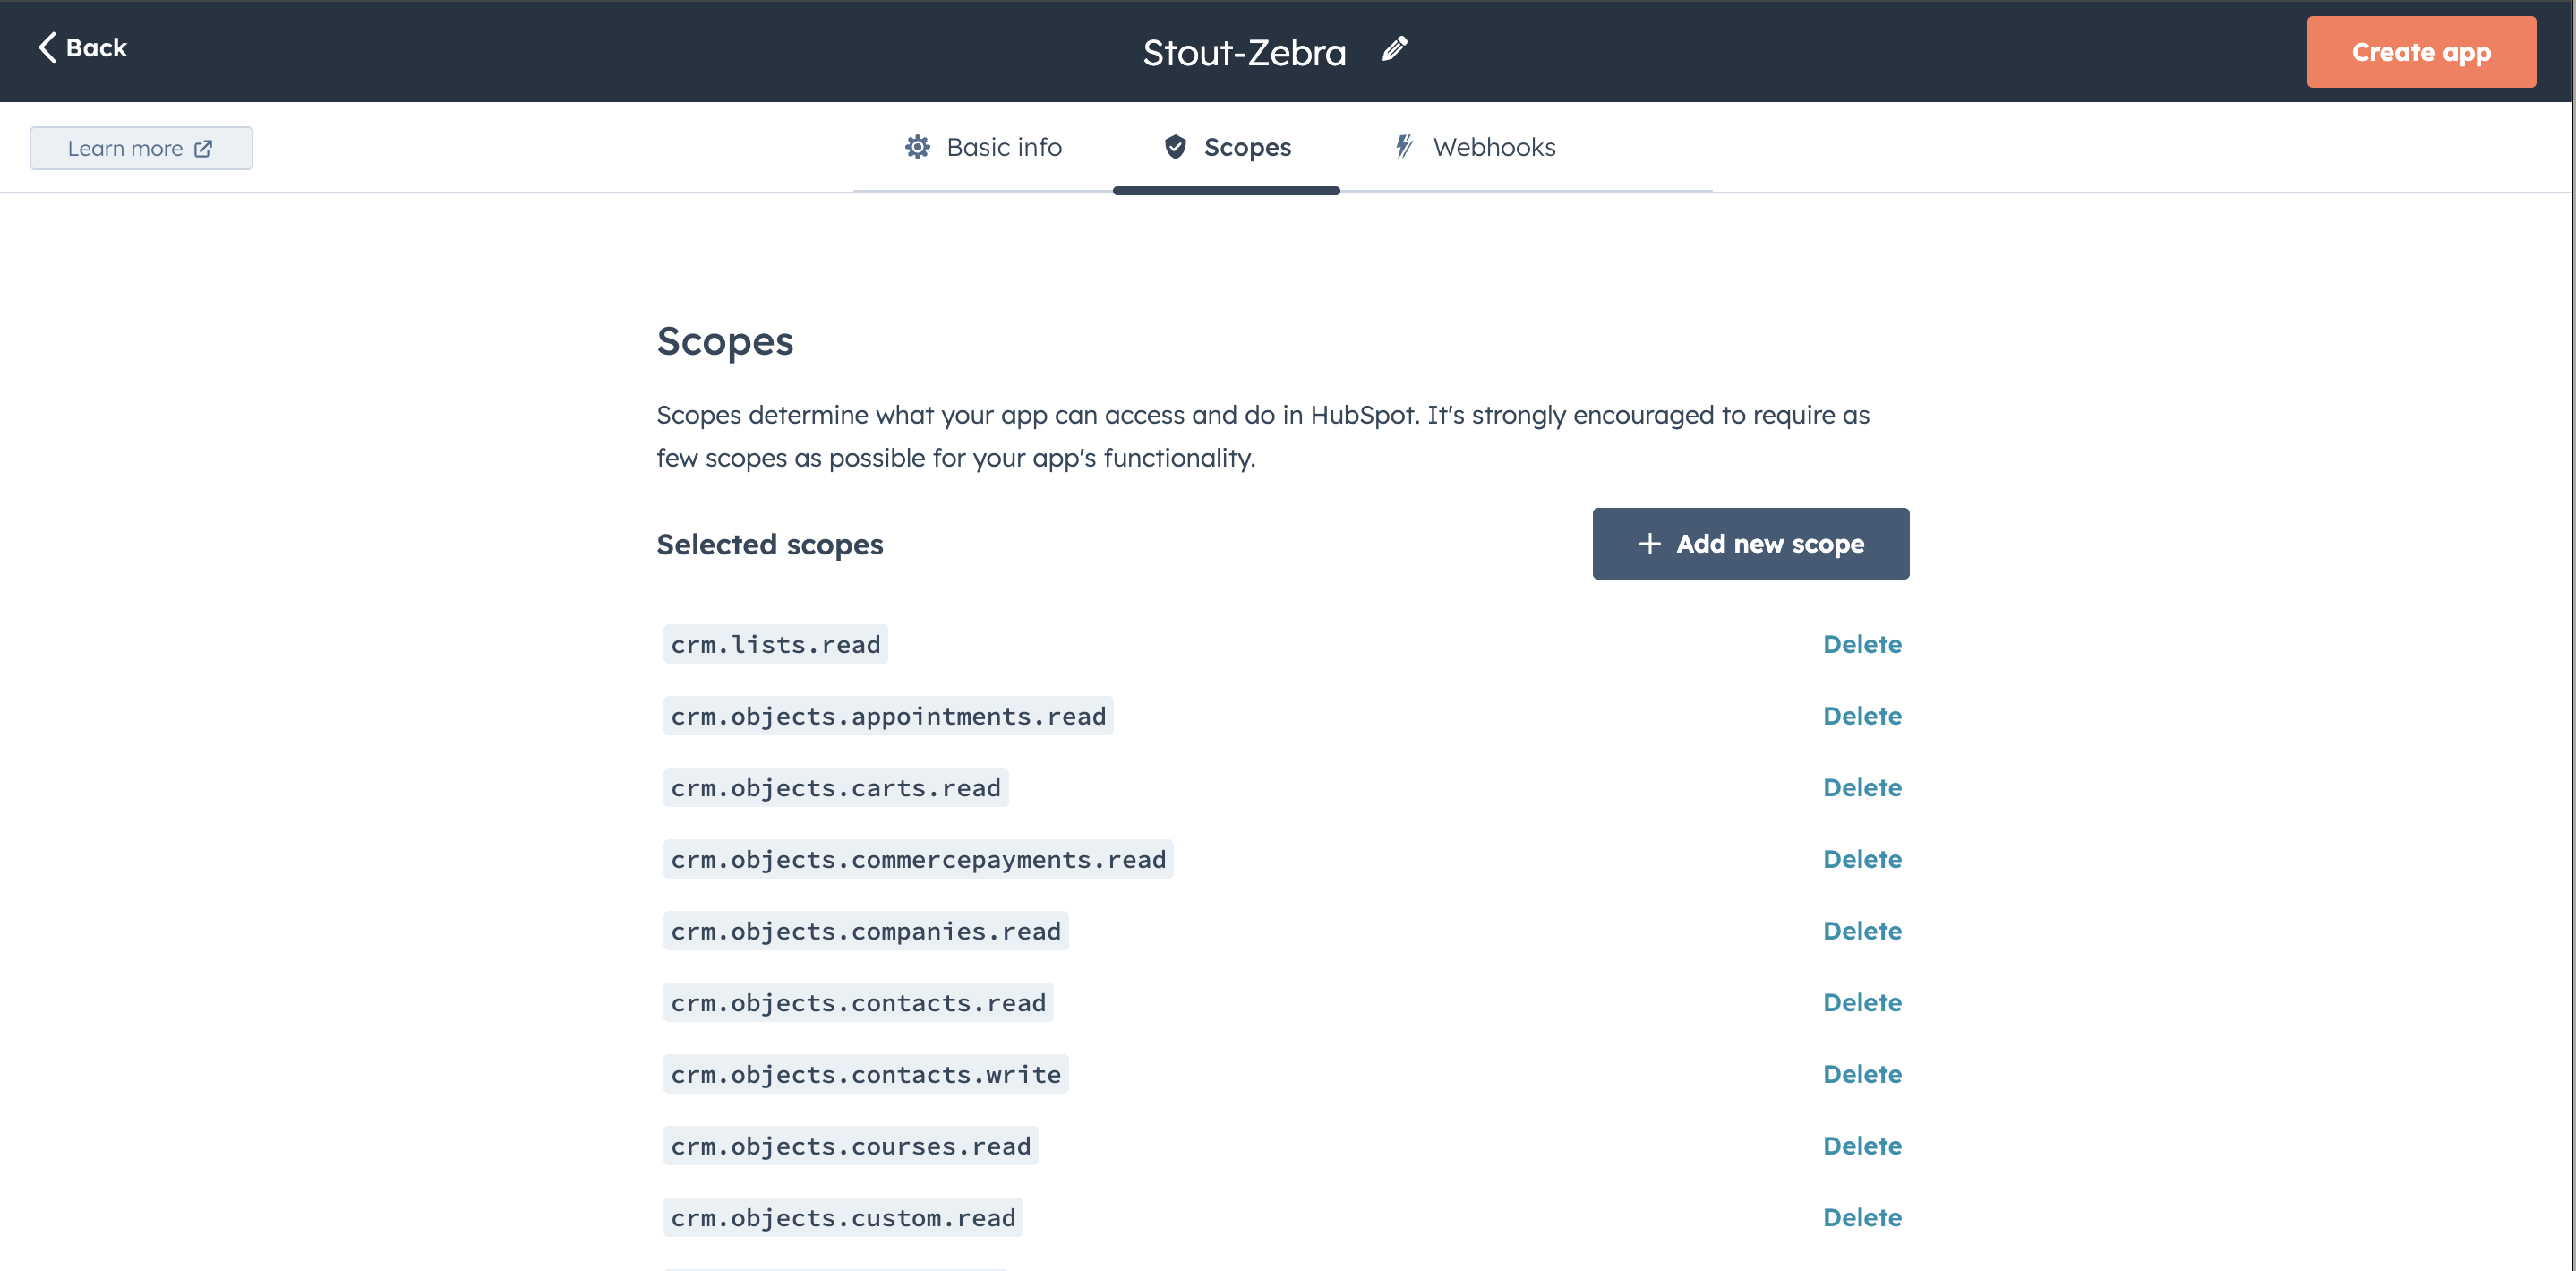 Back
Stout-Zebra
Create app
Learn more
Basic info
Scopes
Webhooks
Scopes
Scopes determine what your app can access and do in HubSpot. It's strongly encouraged to require as
few scopes as possible for your app's functionality.
Selected scopes
+ Add new scope
crm.lists.read Delete
crm.objects.appointments.read Delete
crm.objects.carts.read Delete
crm.objects.commercepayments.read Delete
crm.objects.companies.read Delete
crm.objects.contacts.read Delete
crm.objects.contacts.write Delete
crm.objects.courses.read Delete
crm.objects.custom.read Delete